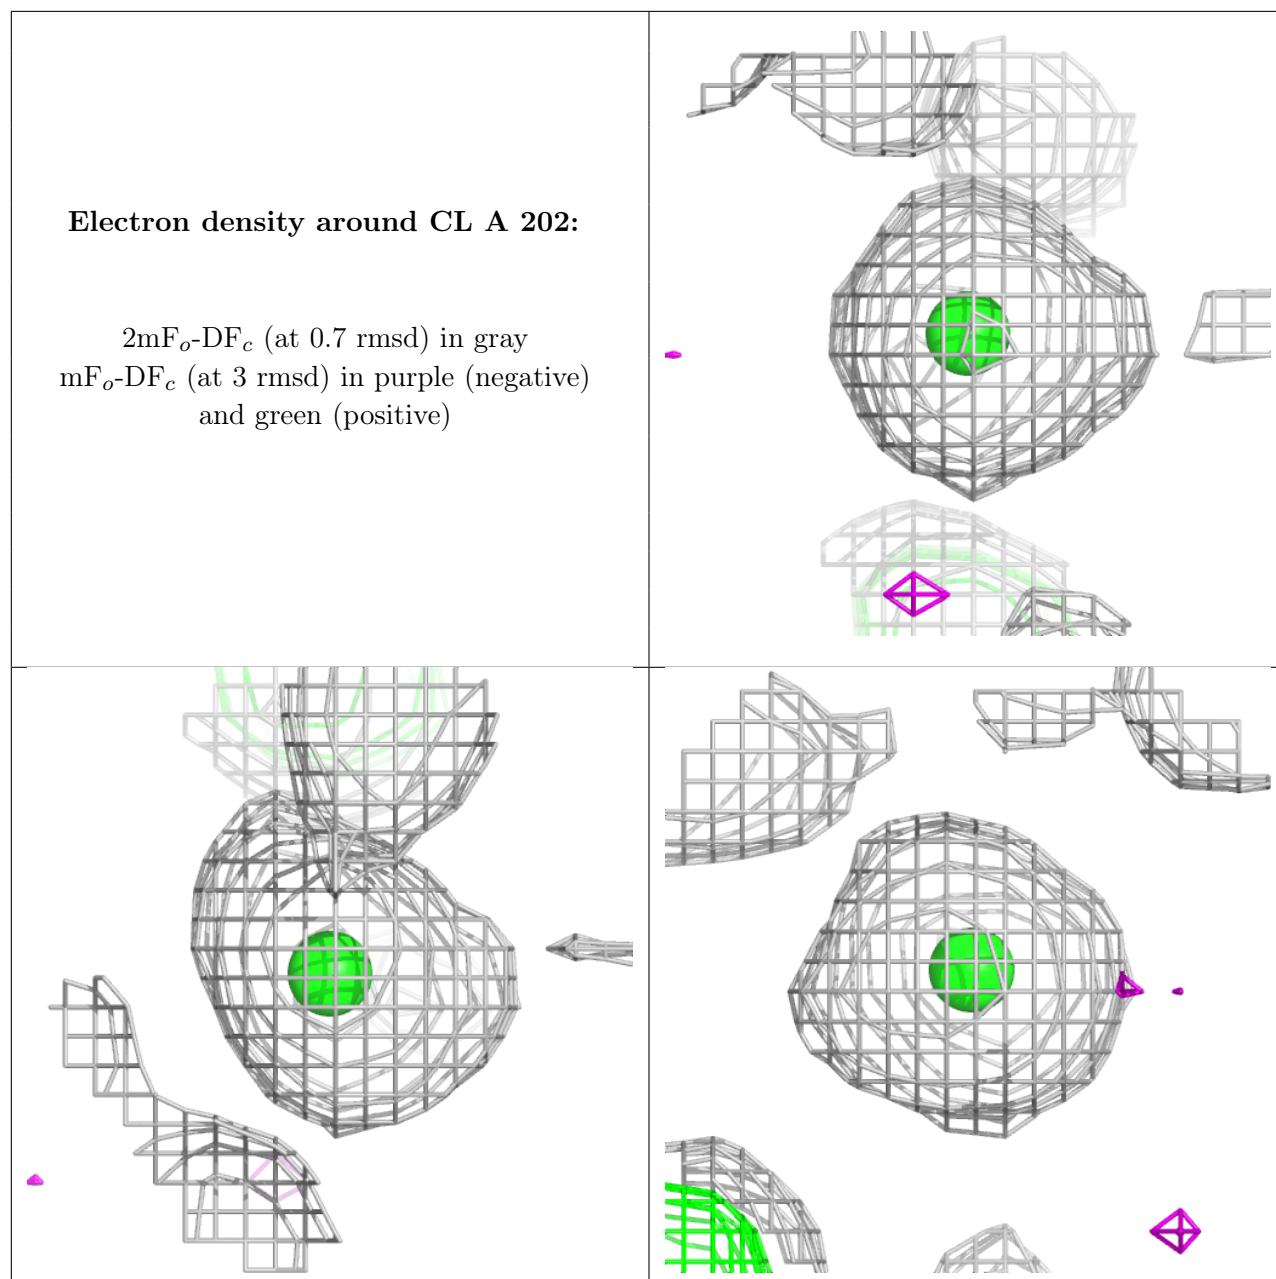 Electron density around CL A 202:
2mFo-DFc (at 0.7 rmsd) in gray
mFo-DFc (at 3 rmsd) in purple (negative)
and green (positive)